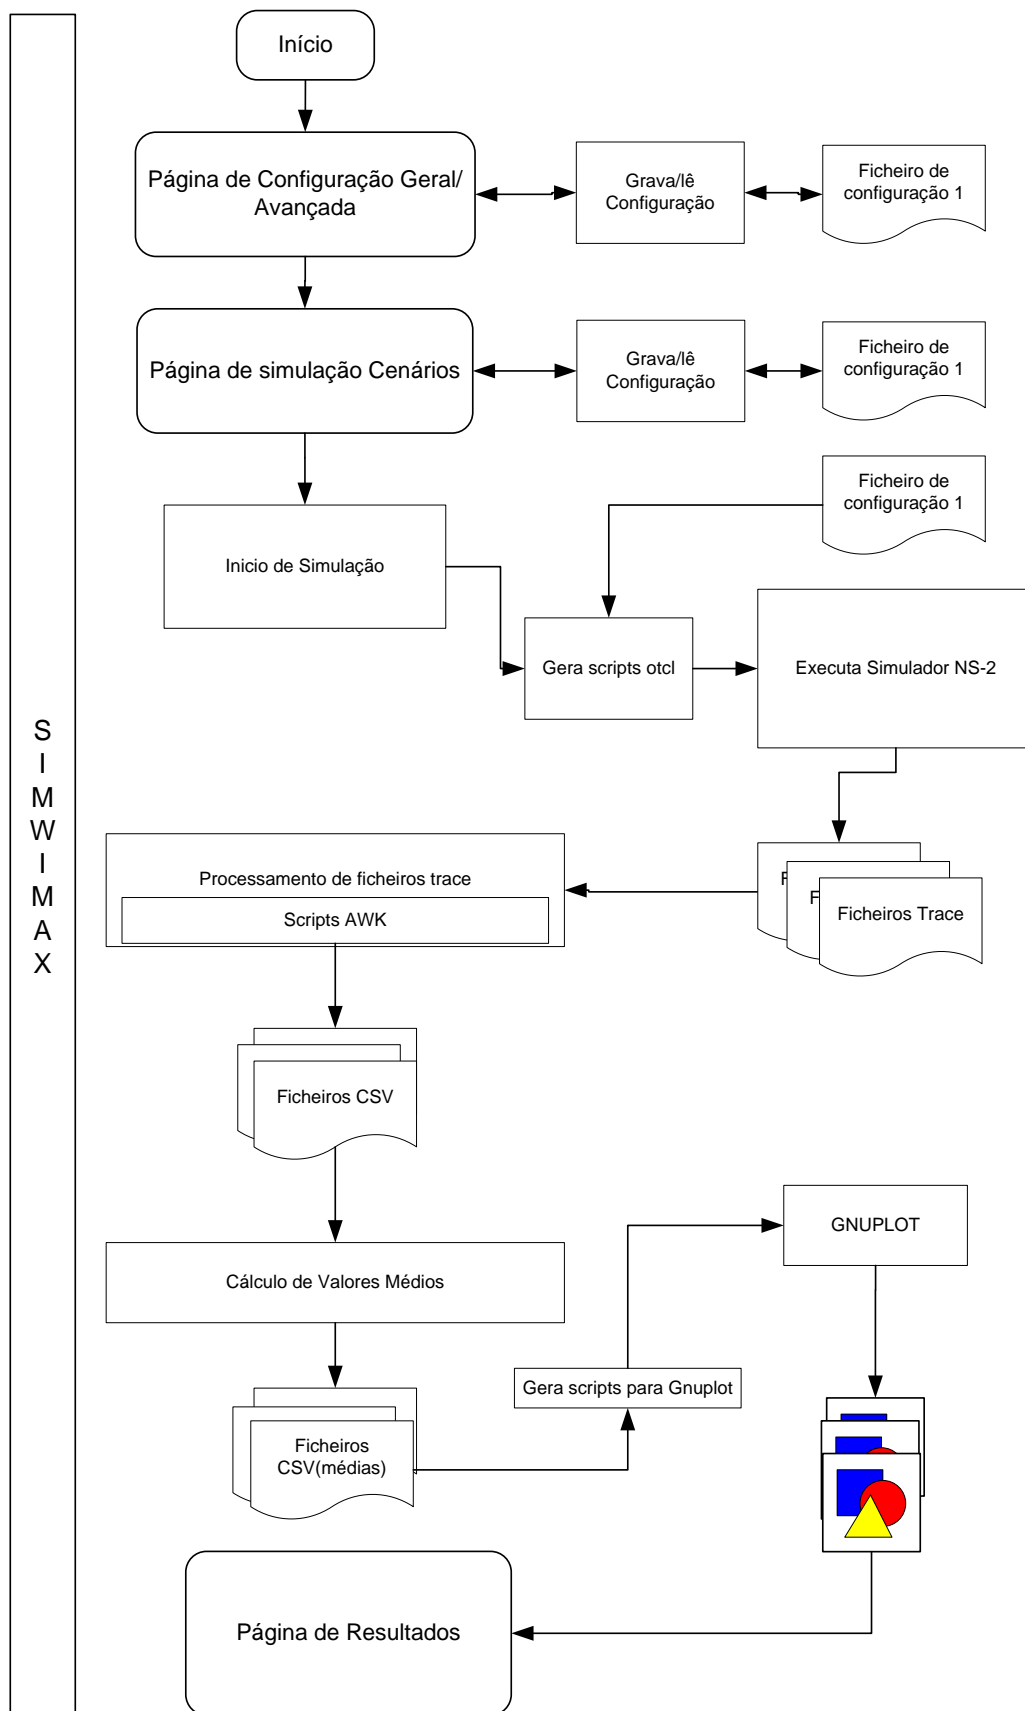 Início
Página de Configuração Geral/
Avançada
Grava/lê
Configuração
Ficheiro de
configuração 1
Página de simulação Cenários
Grava/lê
Configuração
Ficheiro de
configuração 1
Ficheiro de
configuração 1
Inicio de Simulação
Gera scripts otcl
Executa Simulador NS-2
S
I
M
W
I
M
A
X
Processamento de ficheiros trace
Scripts AWK
F
F
Ficheiros Trace
Ficheiros CSV
GNUPLOT
Cálculo de Valores Médios
Gera scripts para Gnuplot
Ficheiros
CSV(médias)
Página de Resultados